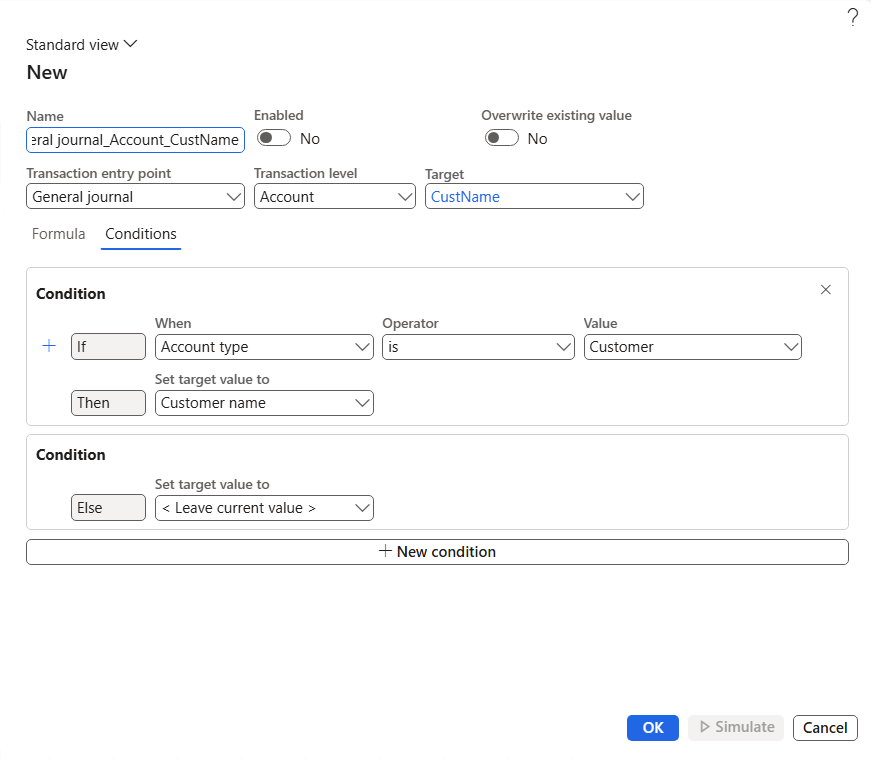 ?
Standard view
New
Name Enabled Overwrite existing value
eral journal_Account_CustName No No
Transaction entry point Transaction level Target
General journal Account CustName
Formula Conditions
Condition
When Operator Value
If Account type is Customer
Set target value to
Then Customer name
Condition
Set target value to
Else < Leave current value >
New condition
OK Simulate Cancel